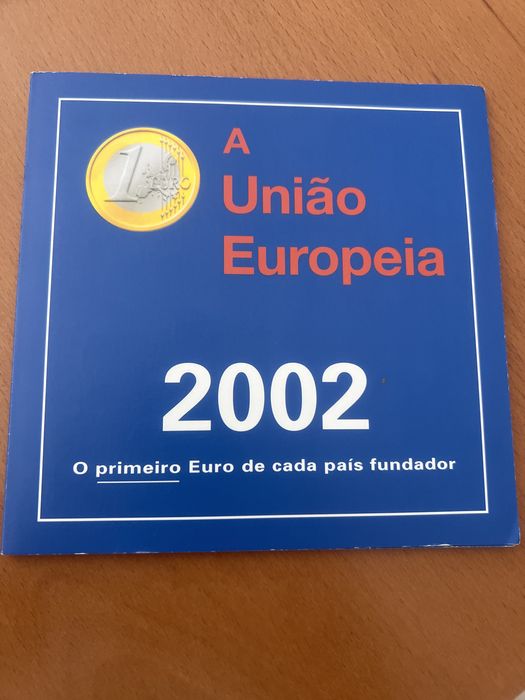 1 EURO
A
União
Europeia
2002
O primeiro Euro de cada país fundador